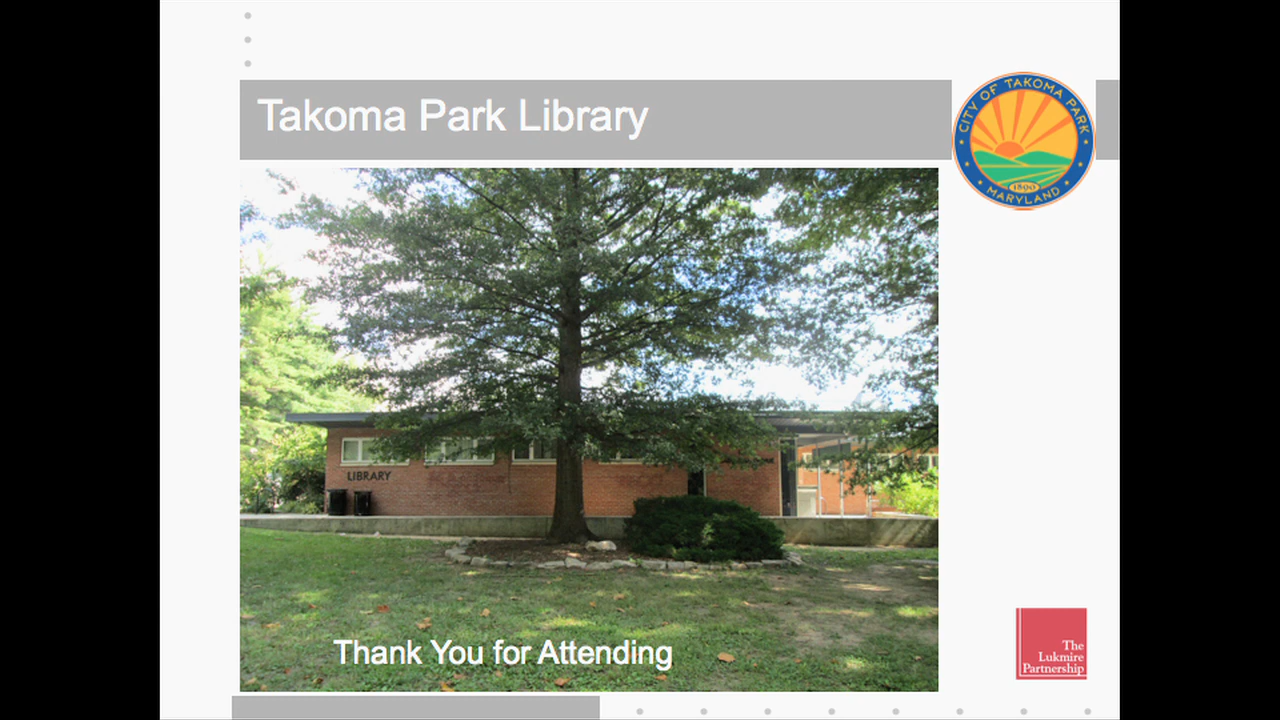 Takoma Park Library
CITY OF TAKOMA PARK
1890
MARYLAND
LIBRARY
Thank You for Attending
The
Lukmire
Partnership